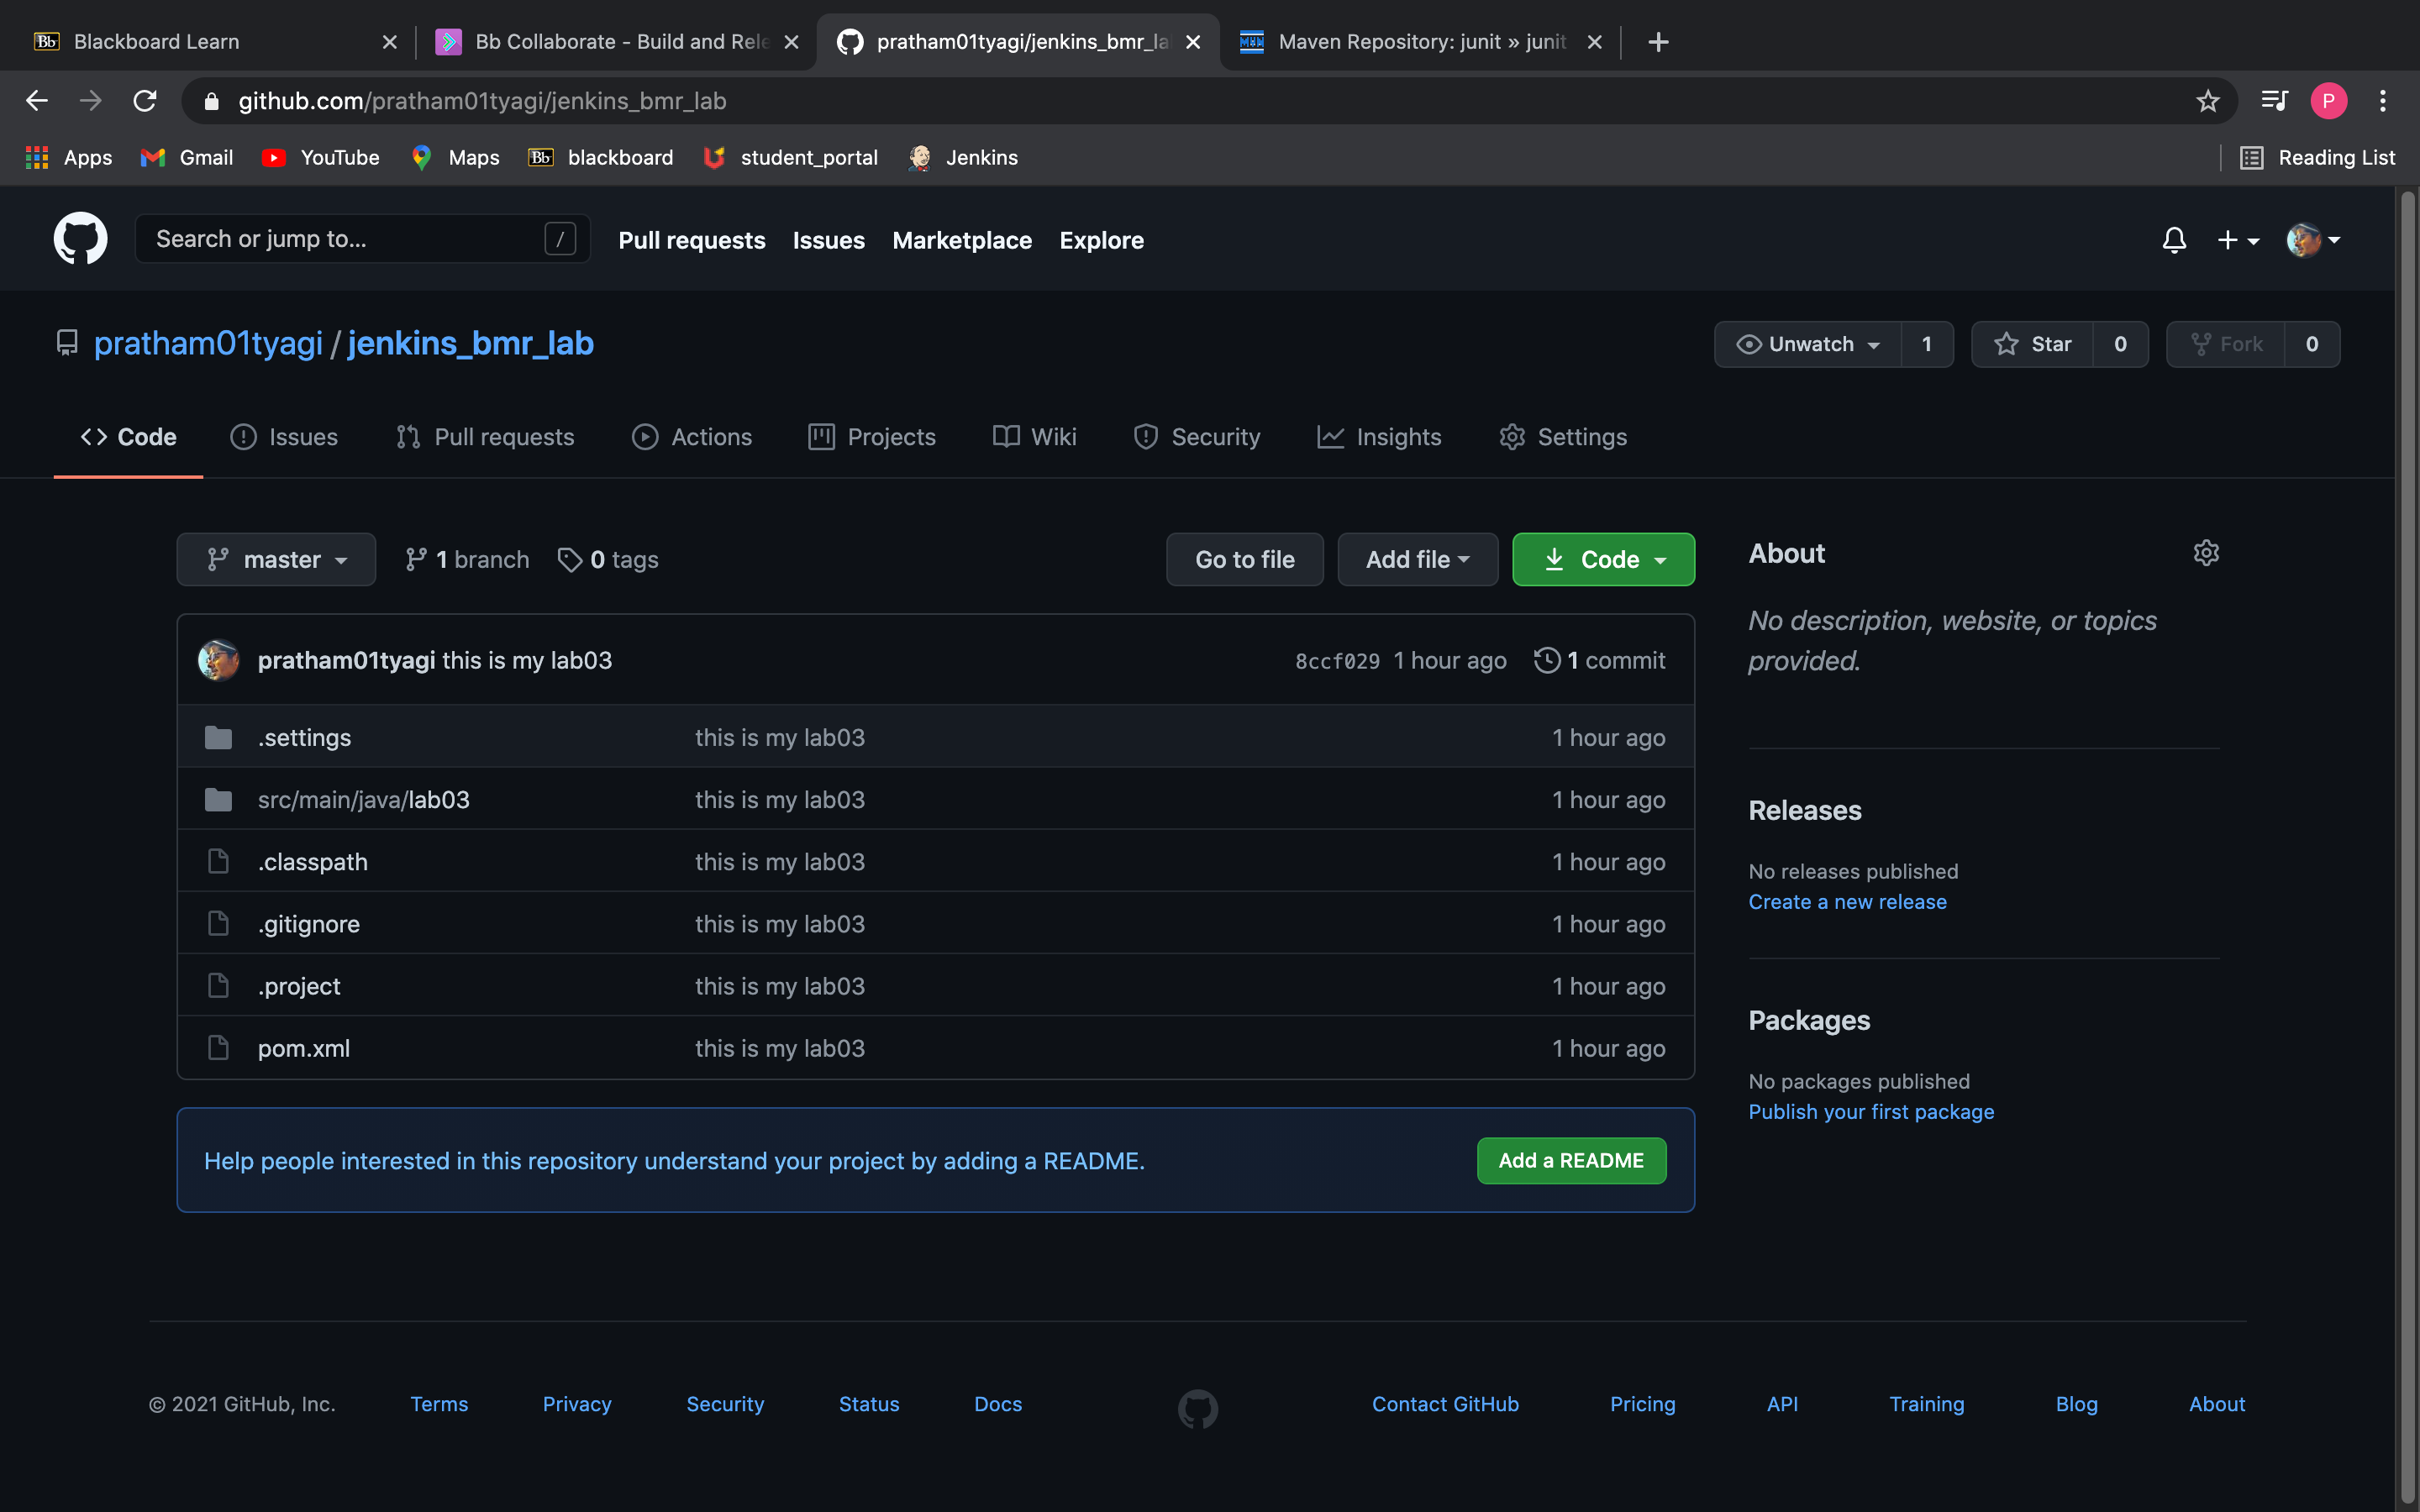 Blackboard Learn
Bb Collaborate - Build and Rele
pratham01tyagi/jenkins_bmr_la
Maven Repository: junit » junit
github.com/pratham01tyagi/jenkins_bmr_lab
P
Apps
Gmail
YouTube
Maps
Bb
blackboard
student_portal
Jenkins
Reading List
Search or jump to...
/
Pull requests
Issues
Marketplace
Explore
pratham01tyagi / jenkins_bmr_lab
Unwatch
1
Star
0
Fork
0
Code
Issues
Pull requests
Actions
Projects
Wiki
Security
Insights
Settings
master
1 branch
0 tags
Go to file
Add file
Code
About
No description, website, or topics
provided.
pratham01tyagi this is my lab03
8ccf029 1 hour ago
1 commit
.settings
this is my lab03
1 hour ago
src/main/java/lab03
this is my lab03
1 hour ago
.classpath
this is my lab03
1 hour ago
.gitignore
this is my lab03
1 hour ago
.project
this is my lab03
1 hour ago
pom.xml
this is my lab03
1 hour ago
Releases
No releases published
Create a new release
Packages
No packages published
Publish your first package
Help people interested in this repository understand your project by adding a README.
Add a README
© 2021 GitHub, Inc.
Terms
Privacy
Security
Status
Docs
Contact GitHub
Pricing
API
Training
Blog
About